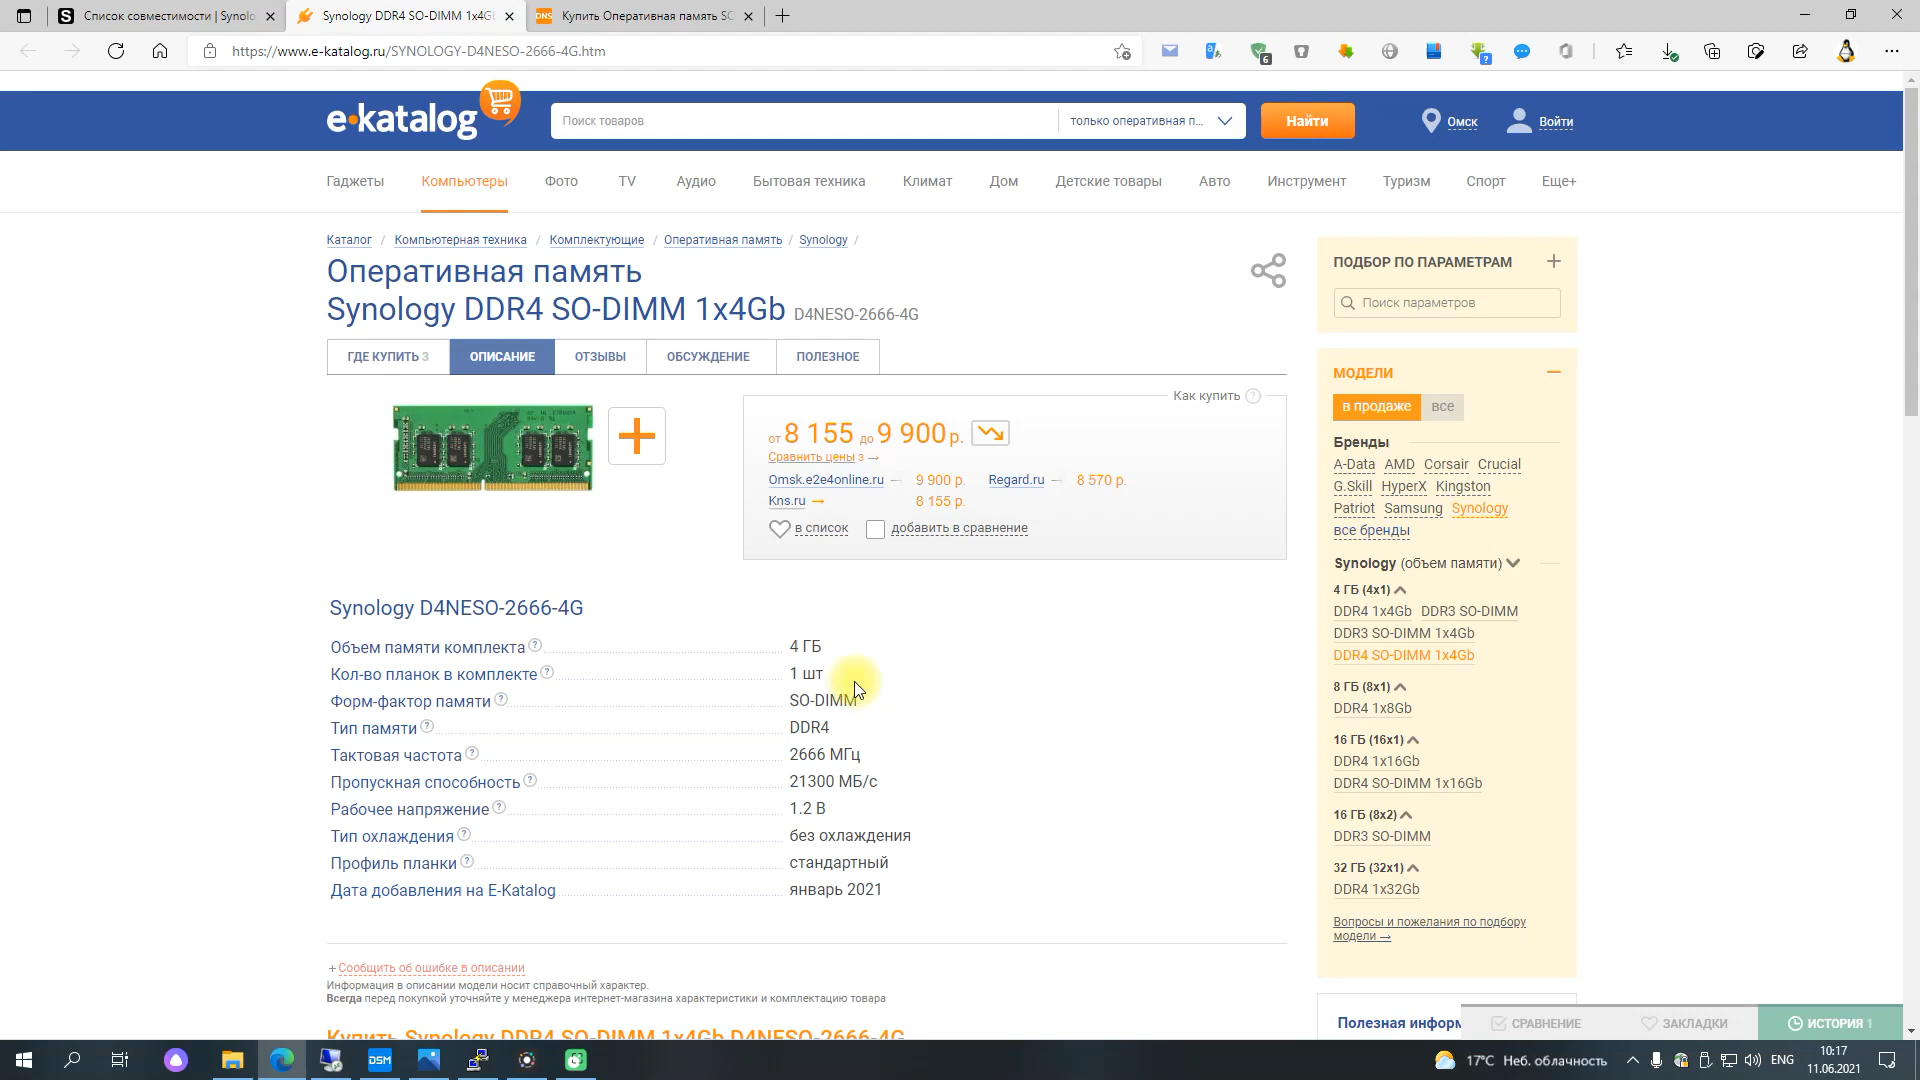 Список совместимости | Synolo
Synology DDR4 SO-DIMM 1x4Gb
Купить Оперативная память SO
https://www.e-katalog.ru/SYNOLOGY-D4NESO-2666-4G.htm
6
?
e·katalog
Поиск товаров
только оперативная п...
Найти
Омск
Войти
Гаджеты
Компьютеры
Фото
TV
Аудио
Бытовая техника
Климат
Дом
Детские товары
Авто
Инструмент
Туризм
Спорт
Еще+
Каталог / Компьютерная техника / Комплектующие / Оперативная память / Synology /
Оперативная память
Synology DDR4 SO-DIMM 1x4Gb D4NESO-2666-4G
ГДЕ КУПИТЬ 3
ОПИСАНИЕ
ОТЗЫВЫ
ОБСУЖДЕНИЕ
ПОЛЕЗНОЕ
Как купить ?
от 8 155 до 9 900 р.
Сравнить цены 3 →
Omsk.e2e4online.ru — 9 900 р. Regard.ru — 8 570 р.
Kns.ru → 8 155 р.
в список
добавить в сравнение
Synology D4NESO-2666-4G
Объем памяти комплекта ? 4 ГБ
Кол-во планок в комплекте ? 1 шт
Форм-фактор памяти ? SO-DIMM
Тип памяти ? DDR4
Тактовая частота ? 2666 МГц
Пропускная способность ? 21300 МБ/с
Рабочее напряжение ? 1.2 В
Тип охлаждения ? без охлаждения
Профиль планки ? стандартный
Дата добавления на E-Katalog январь 2021
+ Сообщить об ошибке в описании
Информация в описании модели носит справочный характер.
Всегда перед покупкой уточняйте у менеджера интернет-магазина характеристики и комплектацию товара
Купить Synology DDR4 SO-DIMM 1x4Gb D4NESO-2666-4G
ПОДБОР ПО ПАРАМЕТРАМ
Поиск параметров
МОДЕЛИ
в продаже все
Бренды
A-Data AMD Corsair Crucial
G.Skill HyperX Kingston
Patriot Samsung Synology
все бренды
Synology (объем памяти)
4 ГБ (4x1)
DDR4 1x4Gb DDR3 SO-DIMM
DDR3 SO-DIMM 1x4Gb
DDR4 SO-DIMM 1x4Gb
8 ГБ (8x1)
DDR4 1x8Gb
16 ГБ (16x1)
DDR4 1x16Gb
DDR4 SO-DIMM 1x16Gb
16 ГБ (8x2)
DDR3 SO-DIMM
32 ГБ (32x1)
DDR4 1x32Gb
Вопросы и пожелания по подбору
модели →
Полезная информ
СРАВНЕНИЕ
ЗАКЛАДКИ
ИСТОРИЯ 1
DSM
17°C Неб. облачность
ENG
10:17
11.06.2021